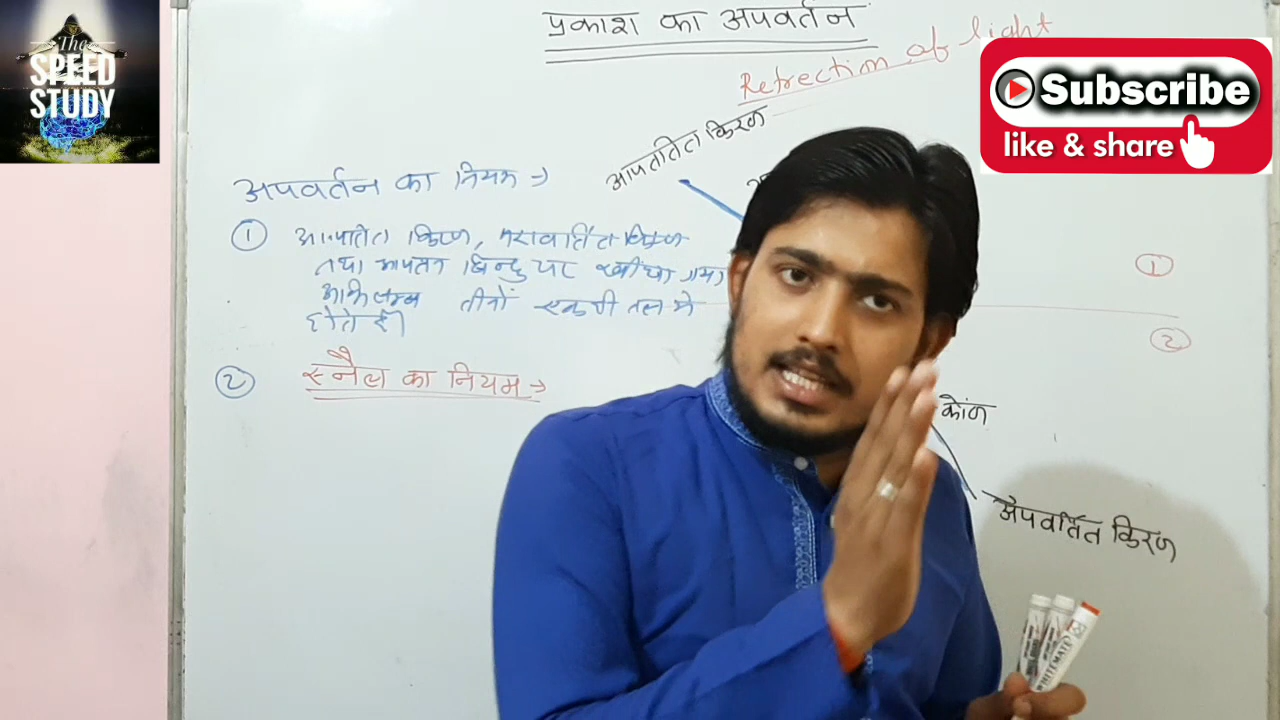 The
SPEED
STUDY
प्रकाश का अपवर्तन
Refrection of light
Subscribe
like & share
आपतित किरण
अपवर्तन का नियम →
① आपतित किरण, परावर्तित किरण
तथा आपतन बिन्दु पर खींचा गया
अभिलम्ब तीनों एक ही तल मे
होते हैं।
①
②
② स्नैल का नियम →
कोंण
अपवर्तित किरण
WHITEMATE